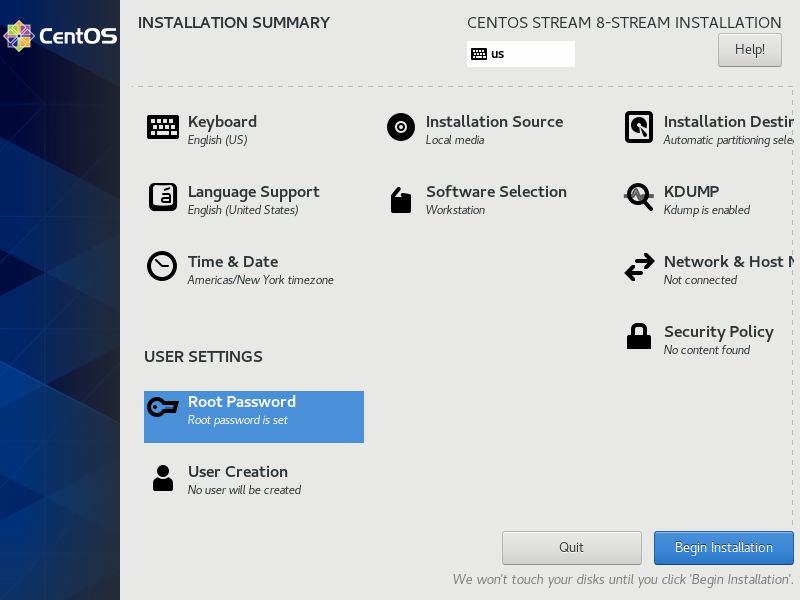 CentOS
INSTALLATION SUMMARY
CENTOS STREAM 8-STREAM INSTALLATION
us
Help!
Keyboard
English (US)
Installation Source
Local media
Installation Destin
Automatic partitioning sele
Language Support
English (United States)
Software Selection
Workstation
KDUMP
Kdump is enabled
Time & Date
Americas/New York timezone
Network & Host N
Not connected
Security Policy
No content found
USER SETTINGS
Root Password
Root password is set
User Creation
No user will be created
Quit
Begin Installation
We won't touch your disks until you click 'Begin Installation'.